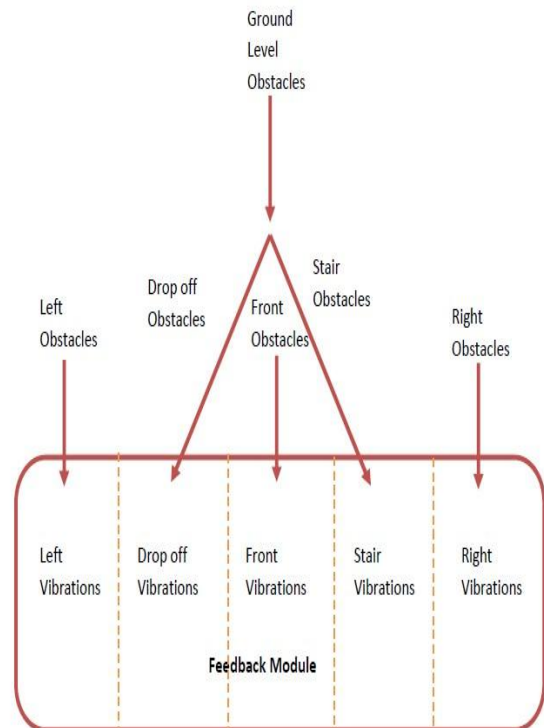 Ground
Level
Obstacles
Drop off
Obstacles
Stair
Obstacles
Left
Obstacles
Front
Obstacles
Right
Obstacles
Left
Vibrations
Drop off
Vibrations
Front
Vibrations
Stair
Vibrations
Right
Vibrations
Feedback Module